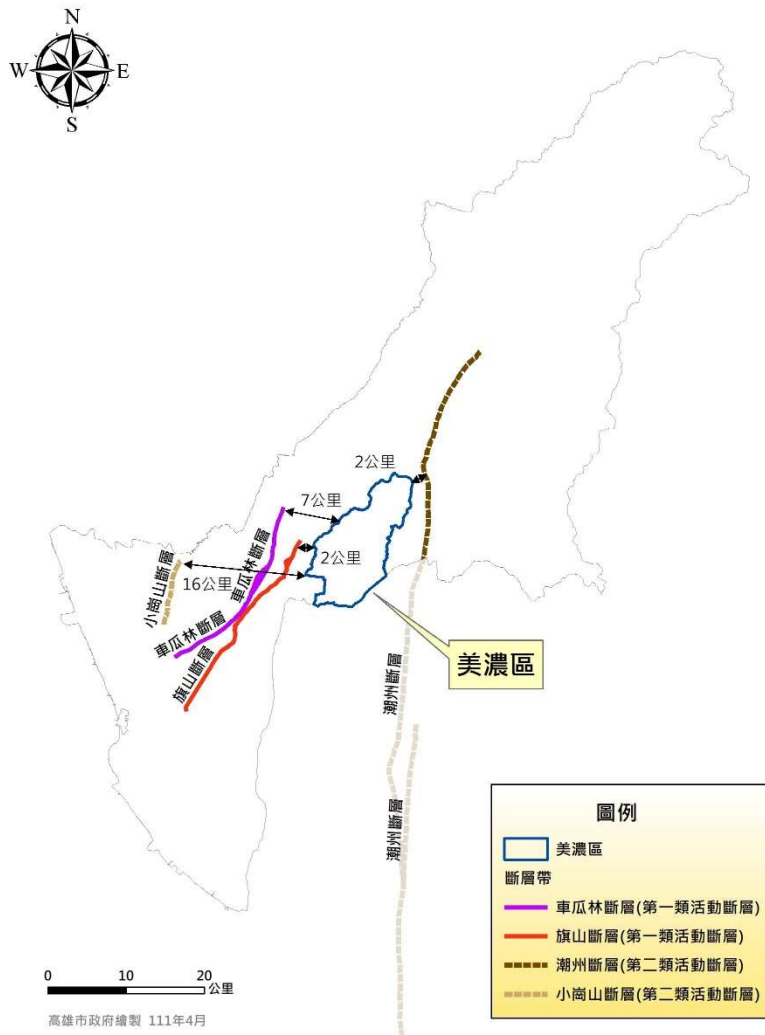 N
W
E
S
2公里
7公里
2公里
16公里
小崗山斷層
車瓜林斷層
車瓜林斷層
旗山斷層
美濃區
潮州斷層
潮州斷層
圖例
美濃區
斷層帶
車瓜林斷層(第一類活動斷層)
旗山斷層(第一類活動斷層)
潮州斷層(第二類活動斷層)
小崗山斷層(第二類活動斷層)
0 10 20
公里
高雄市政府繪製 111年4月